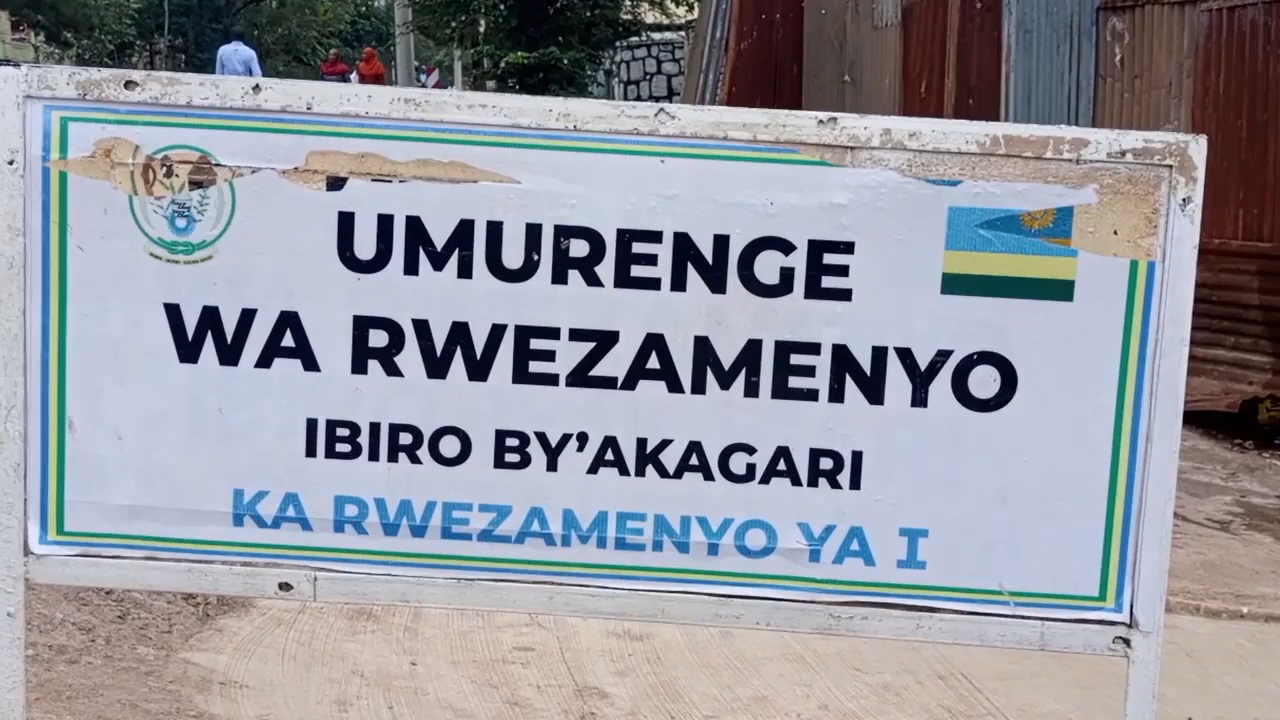 UMURENGE
WA RWEZAMENYO
IBIRO BY’AKAGARI
KA RWEZAMENYO YA I